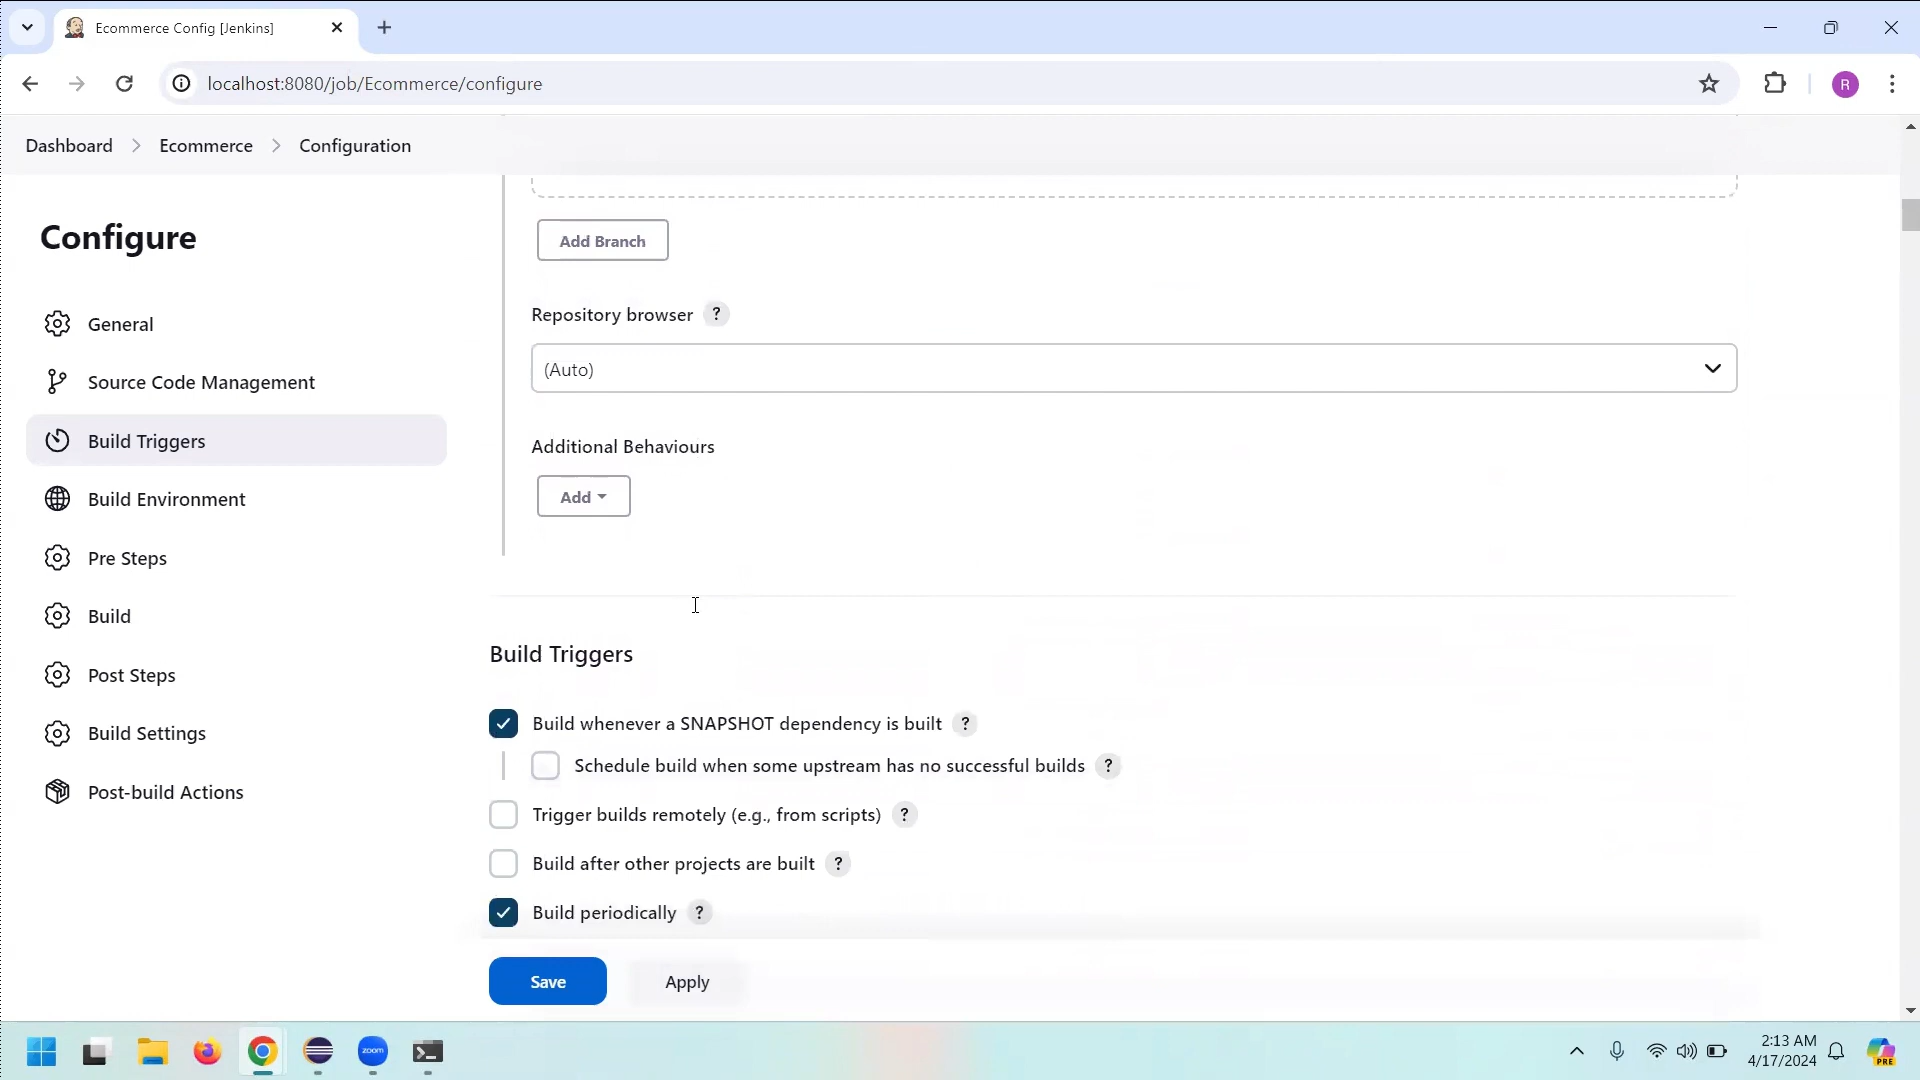 Ecommerce Config [Jenkins]
localhost:8080/job/Ecommerce/configure
R
Dashboard
Ecommerce
Configuration
Configure
General
Source Code Management
Build Triggers
Build Environment
Pre Steps
Build
Post Steps
Build Settings
Post-build Actions
Add Branch
Repository browser ?
(Auto)
Additional Behaviours
Add
Build Triggers
Build whenever a SNAPSHOT dependency is built ?
Schedule build when some upstream has no successful builds ?
Trigger builds remotely (e.g., from scripts) ?
Build after other projects are built ?
Build periodically ?
Save
Apply
zoom
2:13 AM
4/17/2024
PRE